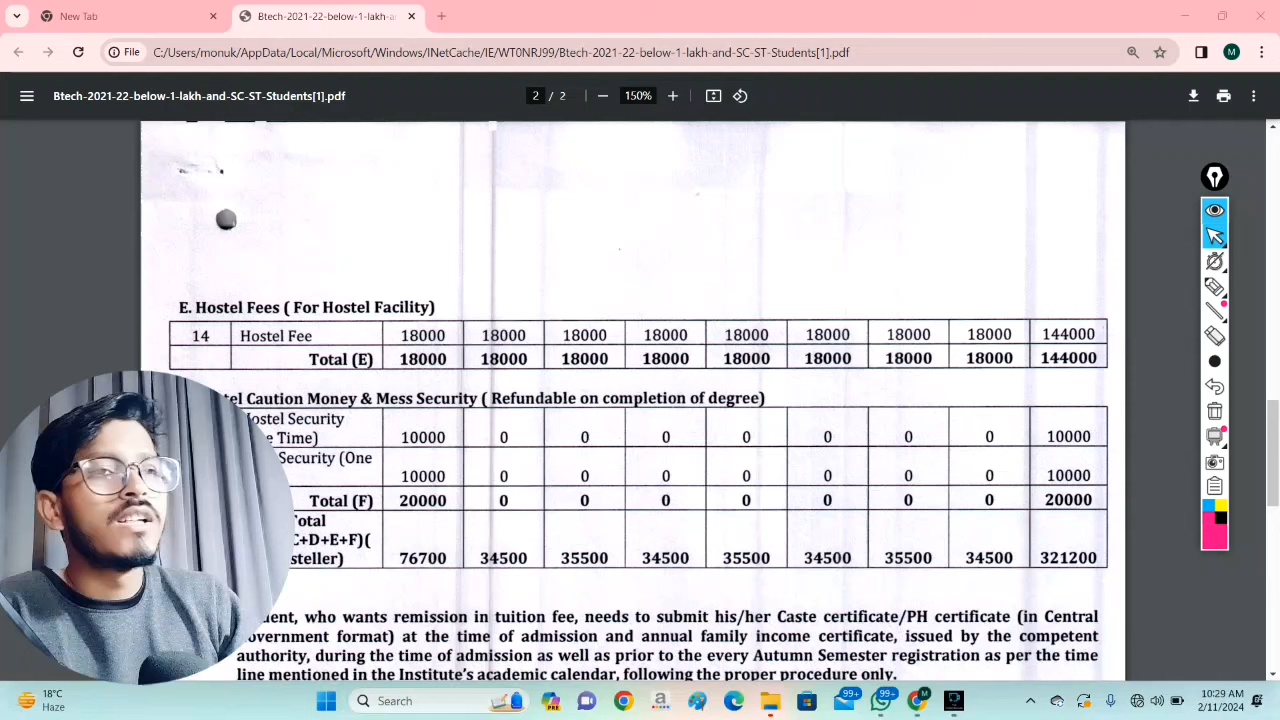 New Tab
Btech-2021-22-below-1-lakh-and
File
C:/Users/monuk/AppData/Local/Microsoft/Windows/INetCache/IE/WT0NRJ99/Btech-2021-22-below-1-lakh-and-SC-ST-Students[1].pdf
M
Btech-2021-22-below-1-lakh-and-SC-ST-Students[1].pdf
2 / 2
150%
E. Hostel Fees ( For Hostel Facility)
14 Hostel Fee 18000 18000 18000 18000 18000 18000 18000 18000 144000
Total (E) 18000 18000 18000 18000 18000 18000 18000 18000 144000
Caution Money & Mess Security ( Refundable on completion of degree)
Security
Time) 10000 0 0 0 0 0 0 0 10000
Security (One
10000 0 0 0 0 0 0 0 10000
Total (F) 20000 0 0 0 0 0 0 0 20000
Total
C+D+E+F)(
steller) 76700 34500 35500 34500 35500 34500 35500 34500 321200
who wants remission in tuition fee, needs to submit his/her Caste certificate/PH certificate (in Central
format) at the time of admission and annual family income certificate, issued by the competent
authority, during the time of admission as well as prior to the every Autumn Semester registration as per the time
line mentioned in the Institute's academic calendar, following the proper procedure only.
18°C
Haze
Search
99+
99+
M
10:29 AM
2/11/2024